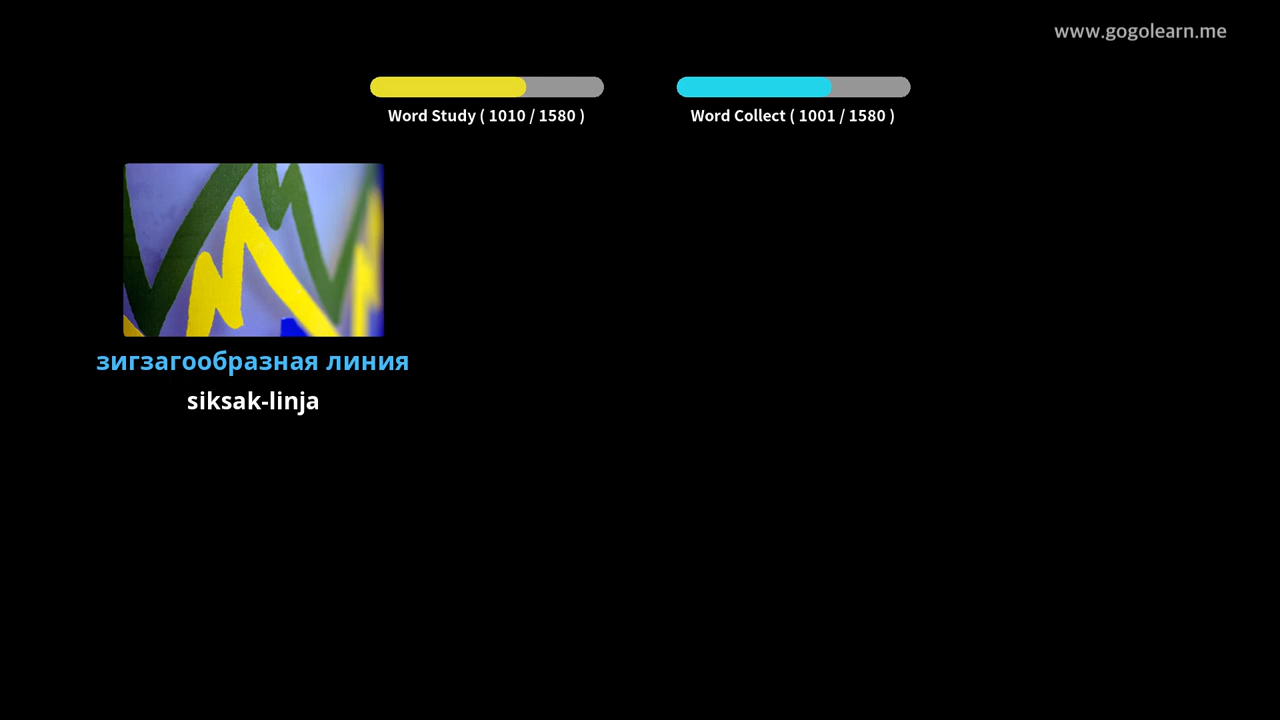 www.gogolearn.me
Word Study ( 1010 / 1580 )
Word Collect ( 1001 / 1580 )
зигзагообразная линия
siksak-linja